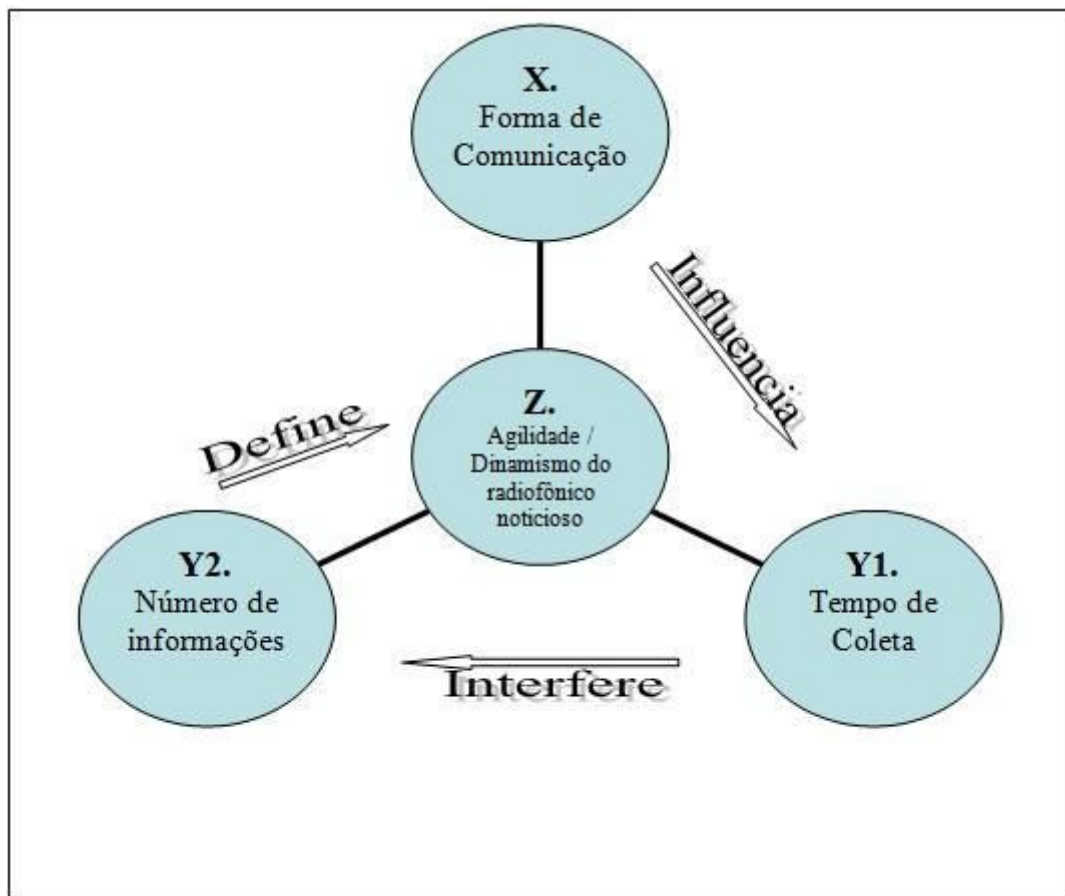 X.
Forma de
Comunicação
Influencia
Define
Z.
Agilidade /
Dinamismo do
radiofônico
noticioso
Y2.
Número de
informações
Y1.
Tempo de
Coleta
Interfere